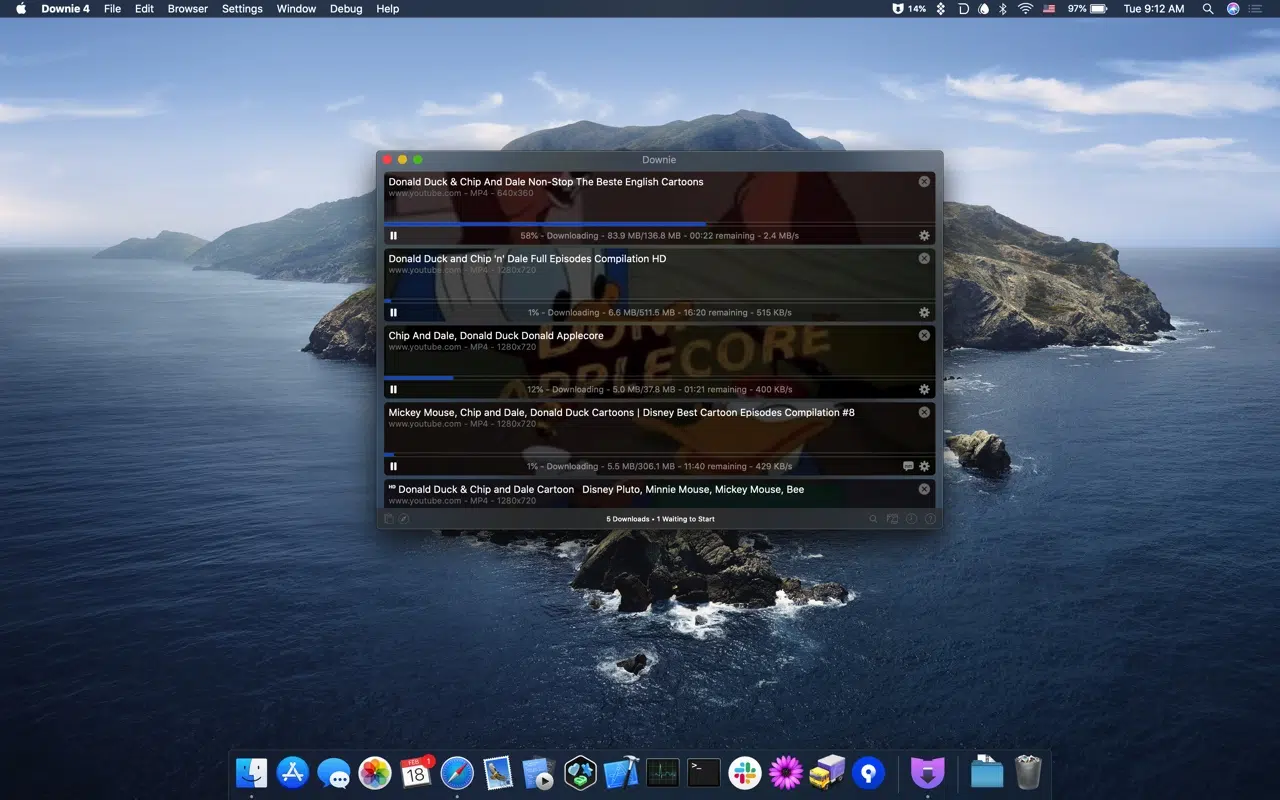 Downie 4 File Edit Browser Settings Window Debug Help 14% 97% Tue 9:12 AM
Downie
Donald Duck & Chip And Dale Non-Stop The Beste English Cartoons
www.youtube.com - MP4 - 640x360
58% - Downloading - 83.9 MB/136.8 MB - 00:22 remaining - 2.4 MB/s
Donald Duck and Chip 'n' Dale Full Episodes Compilation HD
www.youtube.com - MP4 - 1280x720
1% - Downloading - 6.6 MB/511.5 MB - 16:20 remaining - 515 KB/s
Chip And Dale, Donald Duck Donald Applecore
www.youtube.com - MP4 - 1280x720
APPLECORE
12% - Downloading - 5.0 MB/37.8 MB - 01:21 remaining - 400 KB/s
Mickey Mouse, Chip and Dale, Donald Duck Cartoons | Disney Best Cartoon Episodes Compilation #8
www.youtube.com - MP4 - 1280x720
1% - Downloading - 5.5 MB/306.1 MB - 11:40 remaining - 429 KB/s
ᴴᴰ Donald Duck & Chip and Dale Cartoon Disney Pluto, Minnie Mouse, Mickey Mouse, Bee
www.youtube.com - MP4 - 1280x720
5 Downloads • 1 Waiting to Start
FEB 1
18
>_